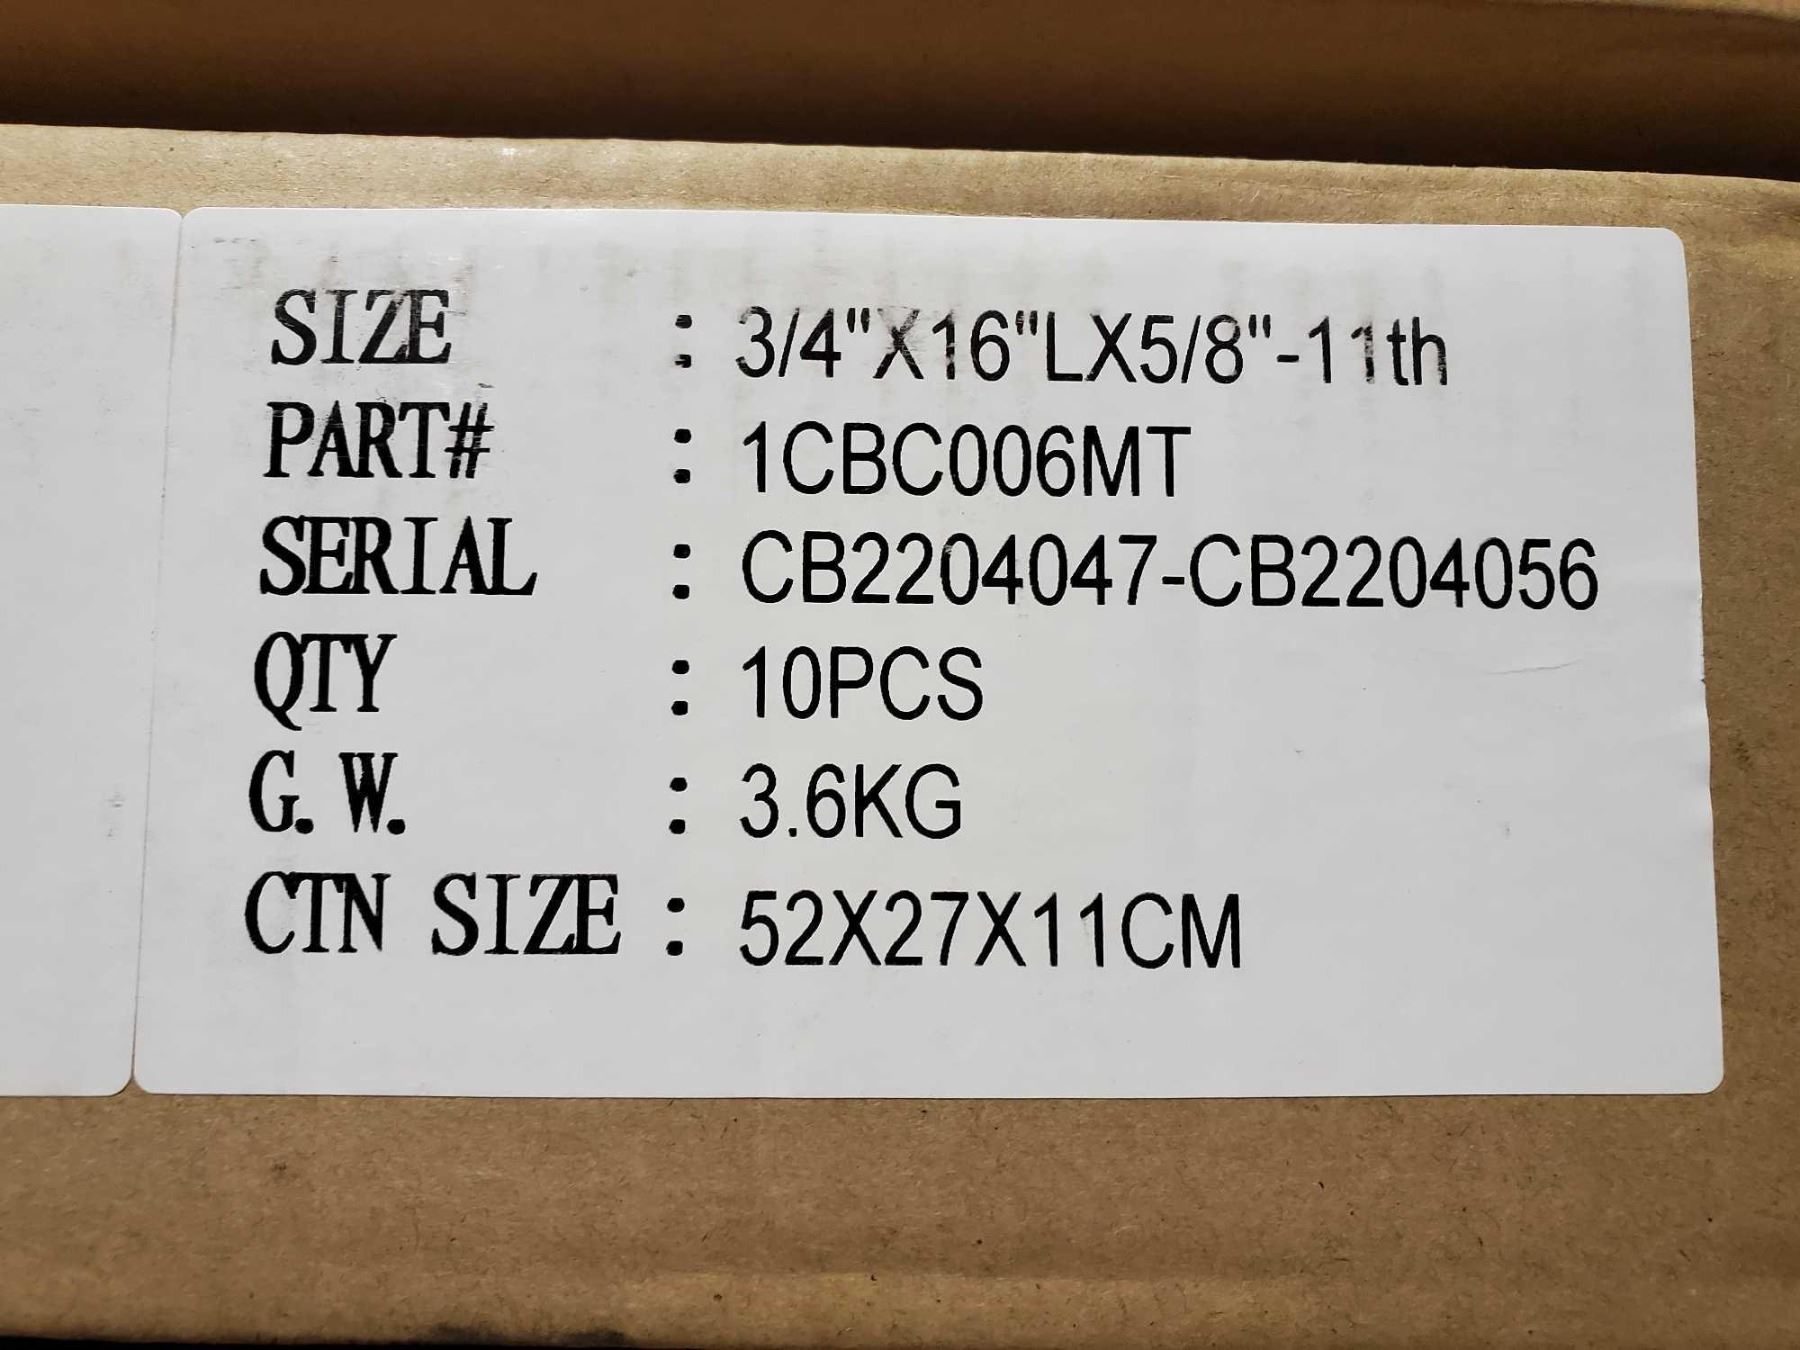 SIZE : 3/4"X16"LX5/8"-11th
PART# : 1CBC006MT
SERIAL : CB2204047-CB2204056
QTY : 10PCS
G.W. : 3.6KG
CTN SIZE : 52X27X11CM